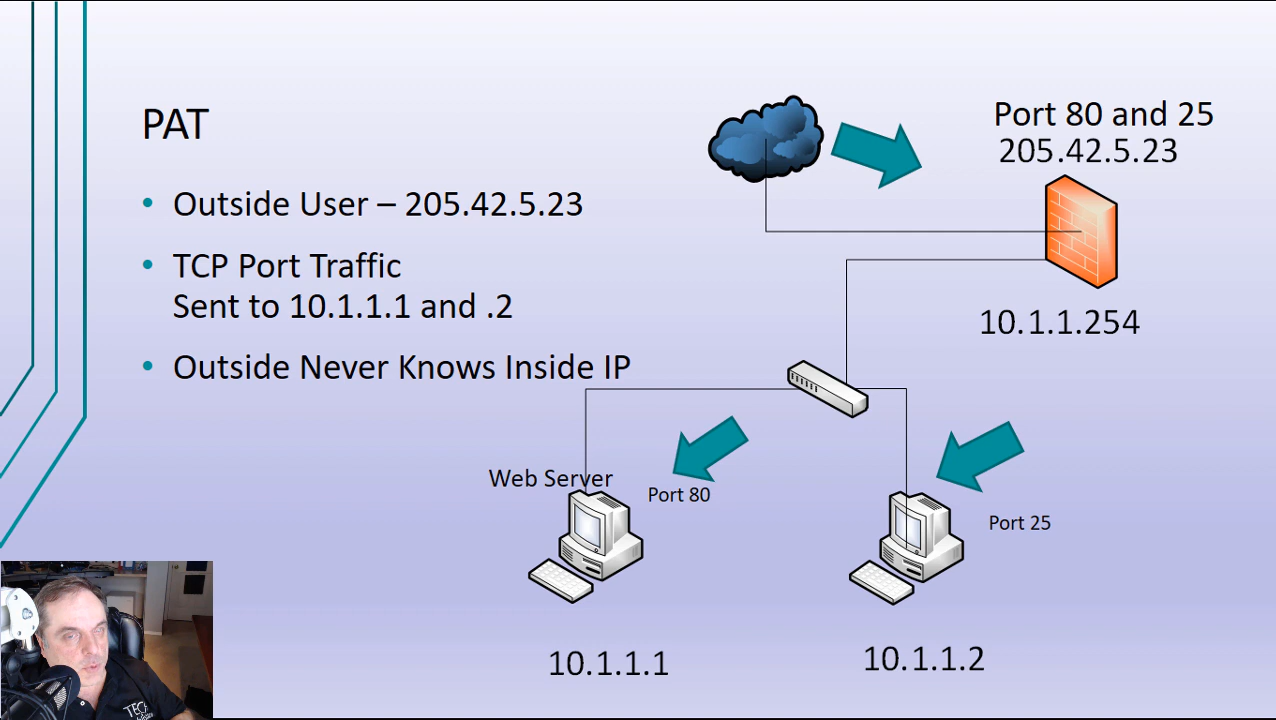 PAT
Outside User – 205.42.5.23
TCP Port Traffic
Sent to 10.1.1.1 and .2
Outside Never Knows Inside IP
Port 80 and 25
205.42.5.23
10.1.1.254
Web Server
Port 80
Port 25
10.1.1.1
10.1.1.2